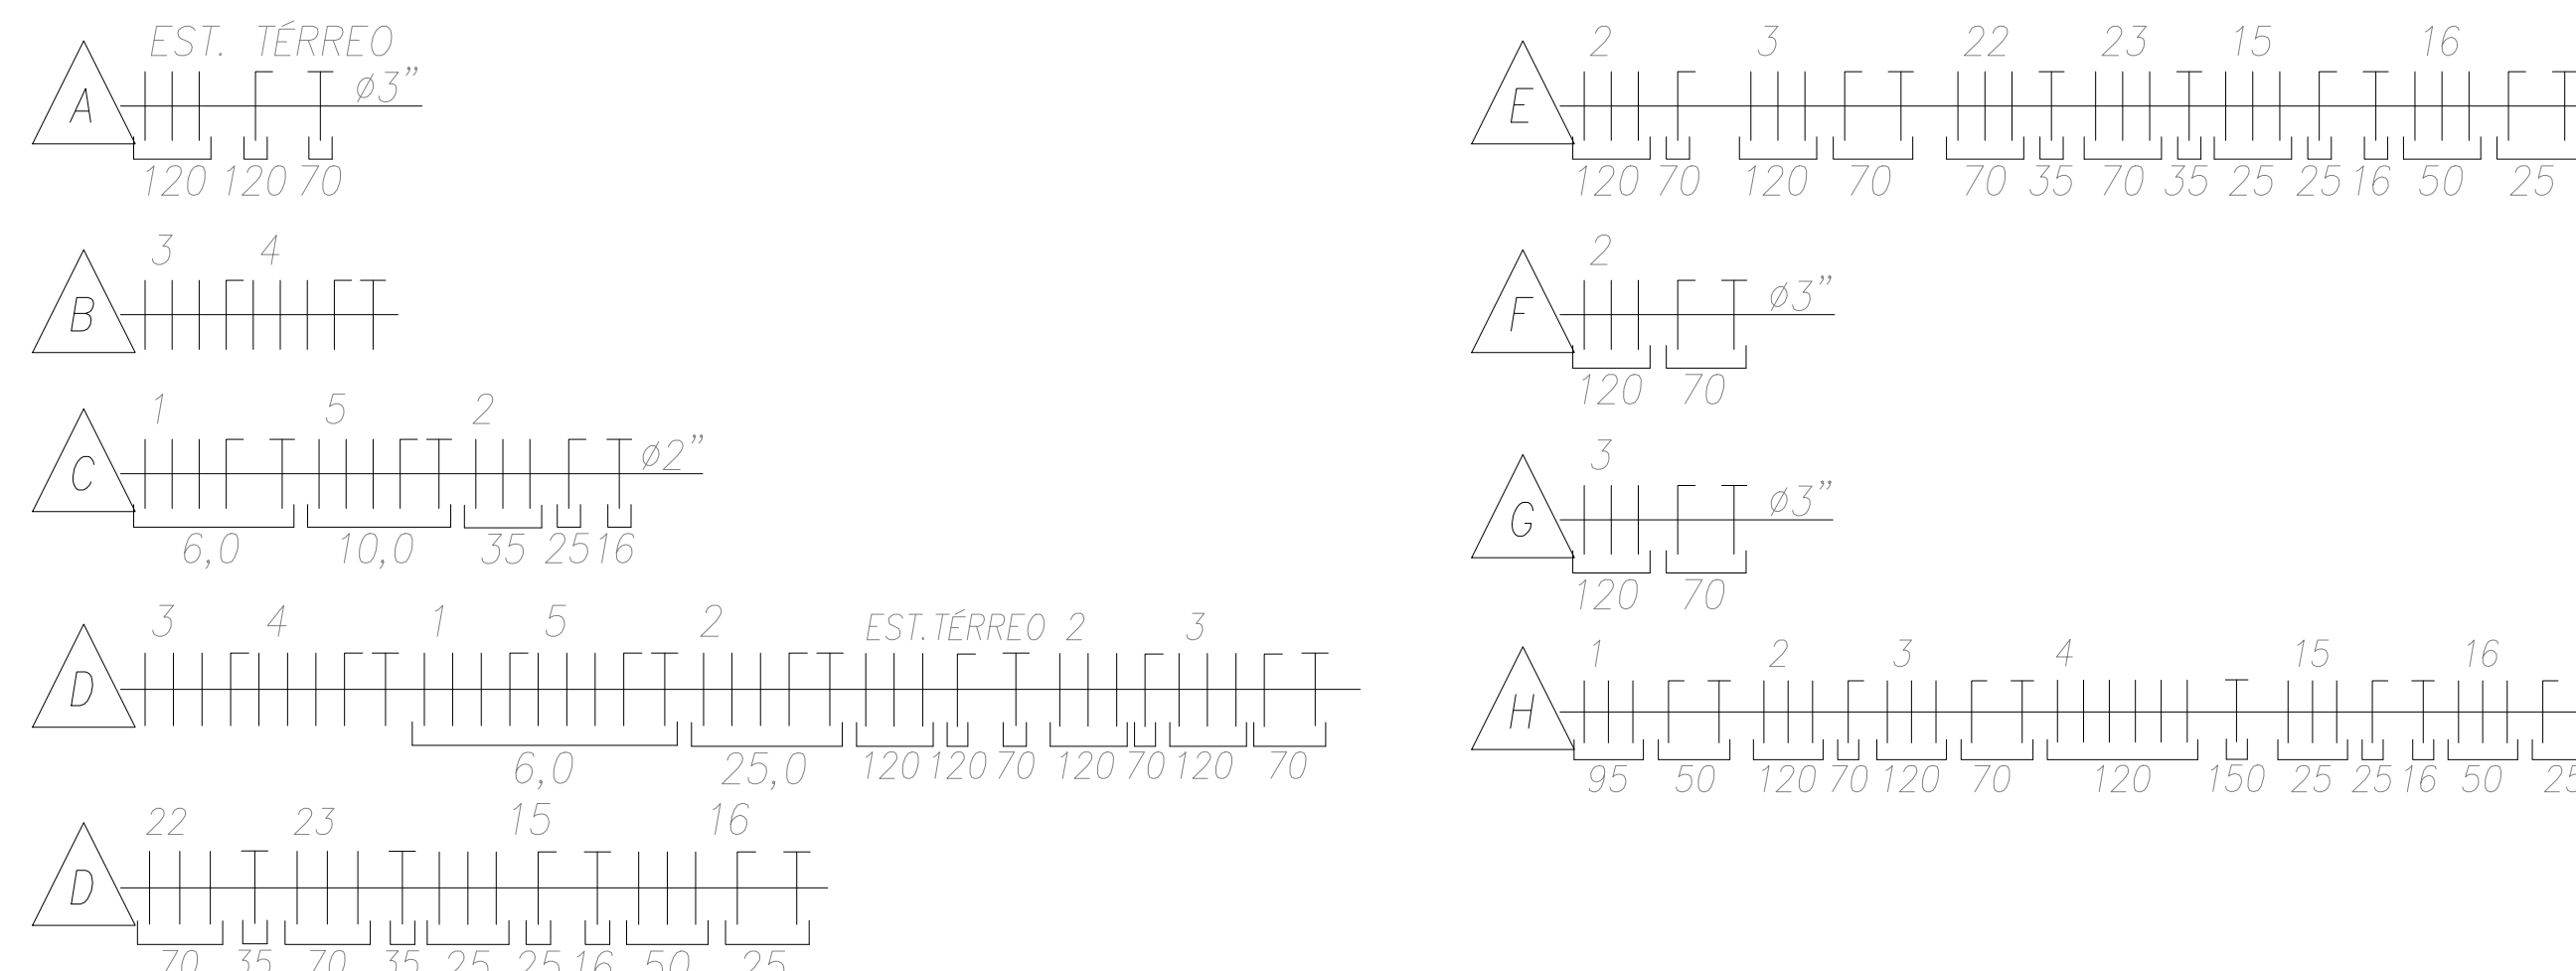 EST. TÉRREO
A ø3”
120 120 70
3 4
B
1 5 2
C ø2”
6,0 10,0 35 25 16
3 4 1 5 2 EST.TÉRREO 2 3
D
6,0 25,0 120 120 70 120 70 120 70
22 23 15 16
D
70 35 70 35 25 25 16 50 25
2 3 22 23 15 16
E
120 70 120 70 70 35 70 35 25 25 16 50 25
2
F ø3”
120 70
3
G ø3”
120 70
1 2 3 4 15 16
H
95 50 120 70 120 70 120 150 25 25 16 50 25